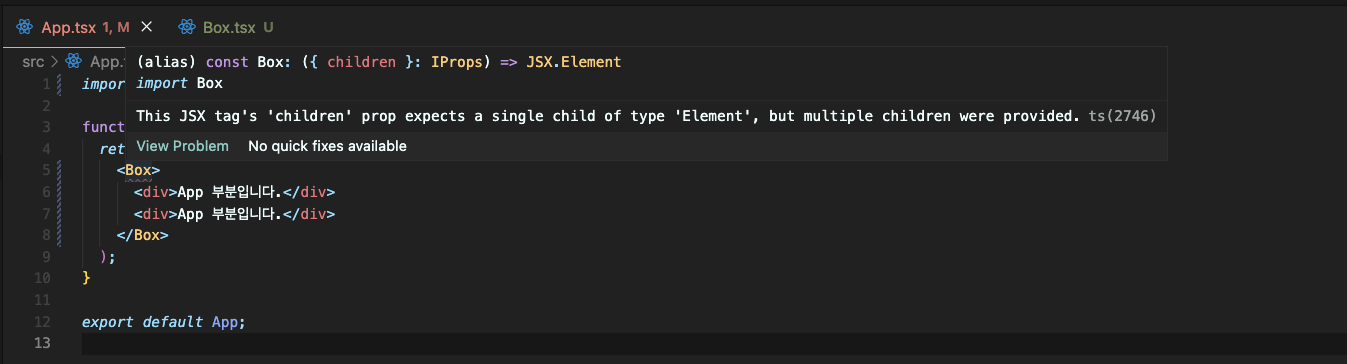 App.tsx 1, M × Box.tsx U
src > App.
(alias) const Box: ({ children }: IProps) => JSX.Element
import Box
This JSX tag's 'children' prop expects a single child of type 'Element', but multiple children were provided. ts(2746)
View Problem No quick fixes available
1 impor
2
3 funct
4 ret
5 <Box>
6 <div>App 부분입니다.</div>
7 <div>App 부분입니다.</div>
8 </Box>
9 );
10 }
11
12 export default App;
13